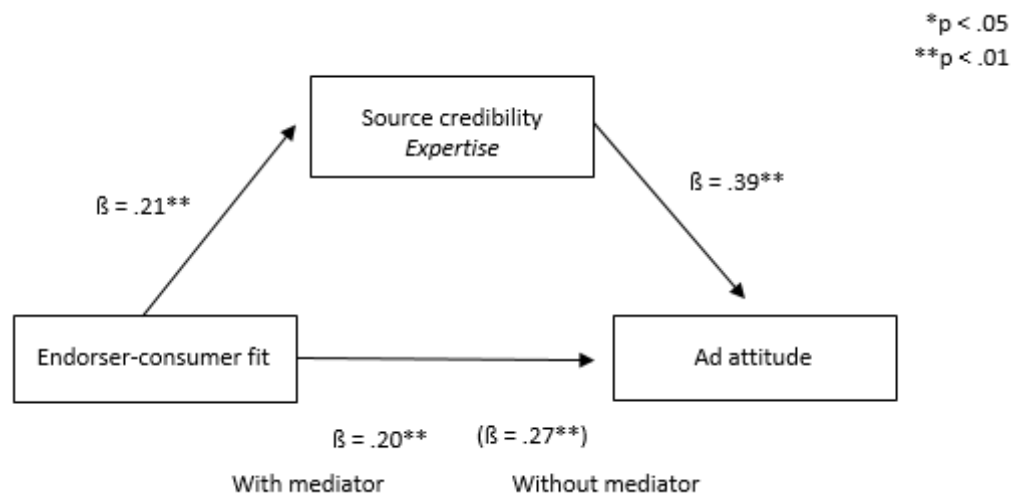 *p < .05
**p < .01
Source credibility
Expertise
ß = .21**
ß = .39**
Endorser-consumer fit
Ad attitude
ß = .20** (ß = .27**)
With mediator Without mediator